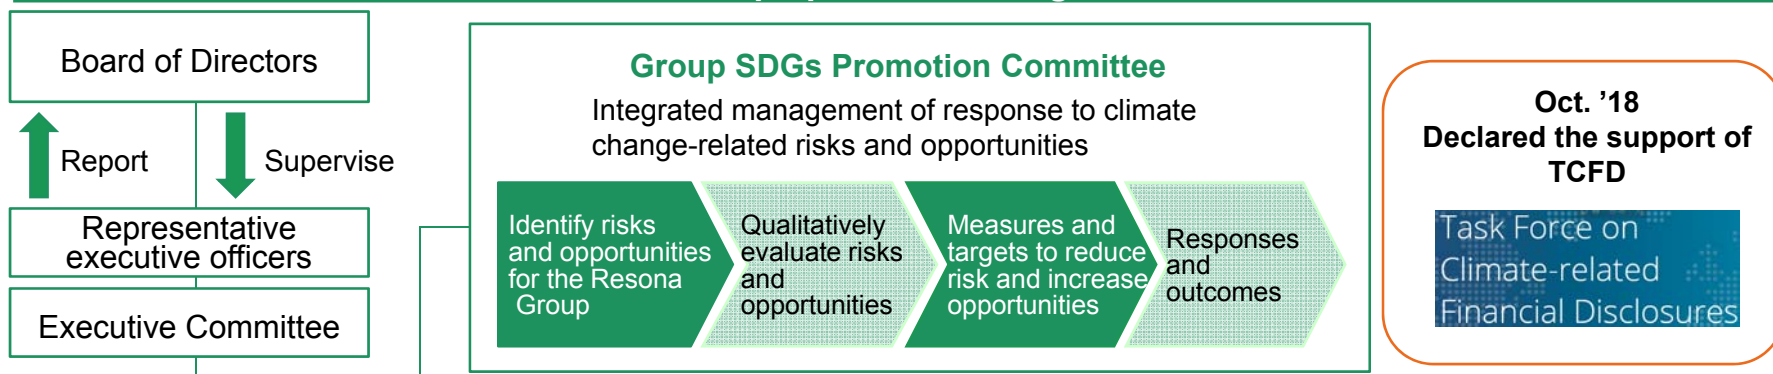 Board of Directors
Report
Supervise
Representative
executive officers
Executive Committee
Group SDGs Promotion Committee
Integrated management of response to climate
change-related risks and opportunities
Identify risks
and opportunities
for the Resona
Group
Qualitatively
evaluate risks
and
opportunities
Measures and
targets to reduce
risk and increase
opportunities
Responses
and
outcomes
Oct. ’18
Declared the support of
TCFD
Task Force on
Climate-related
Financial Disclosures